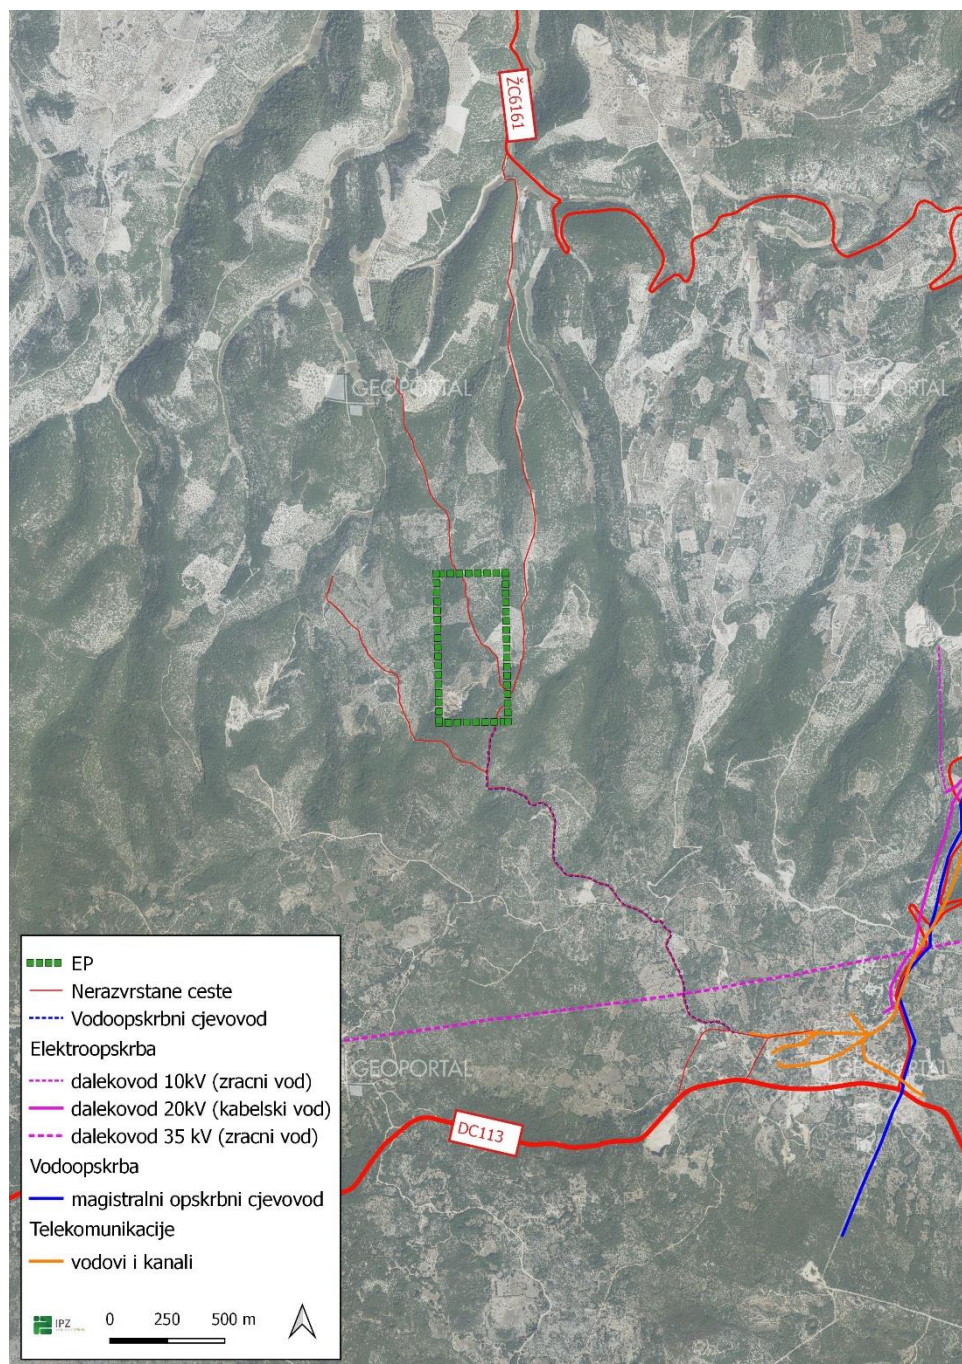 ŽC6161
GEOPORTAL
GEOPORTAL
EP
Nerazvrstane ceste
Vodoopskrbni cjevovod
Elektroopskrba
dalekovod 10kV (zracni vod)
dalekovod 20kV (kabelski vod)
dalekovod 35 kV (zracni vod)
Vodoopskrba
magistralni opskrbni cjevovod
Telekomunikacije
vodovi i kanali
IPZ
0 250 500 m
GEOPORTAL
GEOPORTAL
DC113